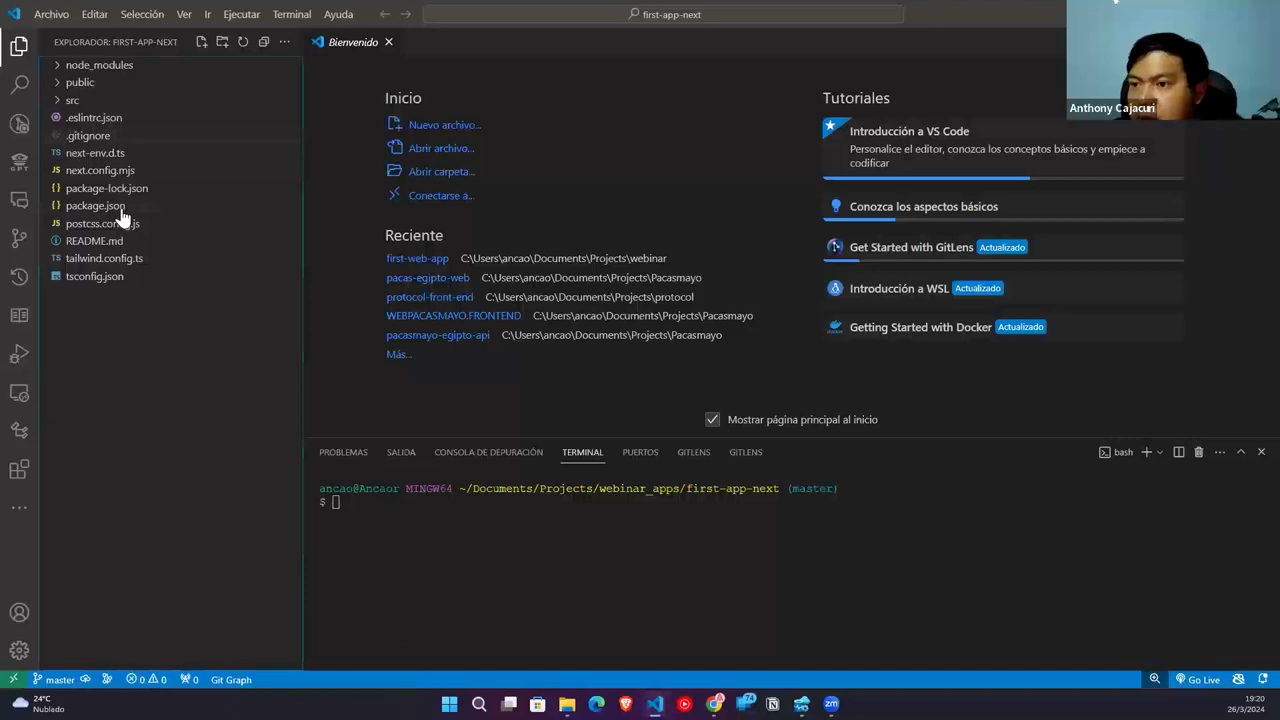 Archivo Editar Selección Ver Ir Ejecutar Terminal Ayuda
first-app-next
EXPLORADOR: FIRST-APP-NEXT
Bienvenido
node_modules
public
src
.eslintrc.json
.gitignore
next-env.d.ts
JS next.config.mjs
{} package-lock.json
{} package.json
JS
README.md
TS tailwind.config.ts
tsconfig.json
GPT
Inicio
Nuevo archivo...
Abrir archivo...
Abrir carpeta...
Conectarse a...
Reciente
first-web-app C:\Users\ancao\Documents\Projects\webinar
pacas-egipto-web C:\Users\ancao\Documents\Projects\Pacasmayo
protocol-front-end C:\Users\ancao\Documents\Projects\protocol
WEBPACASMAYO.FRONTEND C:\Users\ancao\Documents\Projects\Pacasmayo
pacasmayo-egipto-api C:\Users\ancao\Documents\Projects\Pacasmayo
Más...
Tutoriales
Introducción a VS Code
Personalice el editor, conozca los conceptos básicos y empiece a
codificar
Conozca los aspectos básicos
Get Started with GitLens Actualizado
Introducción a WSL Actualizado
Getting Started with Docker Actualizado
Mostrar página principal al inicio
Anthony Cajacuri
PROBLEMAS SALIDA CONSOLA DE DEPURACIÓN TERMINAL PUERTOS GITLENS GITLENS
bash
ancao@Ancaor MINGW64 ~/Documents/Projects/webinar_apps/first-app-next (master)
$
master 0 0 0 Git Graph
Go Live
24°C
Nublado
74
zm
19:20
26/3/2024